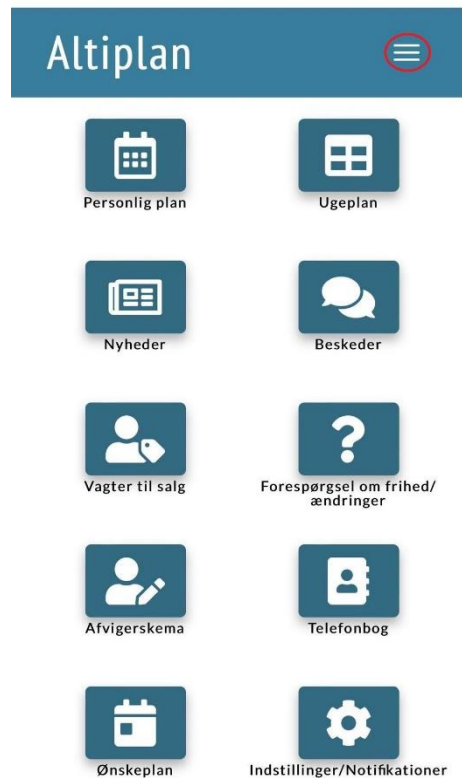 Altiplan
Personlig plan
Ugeplan
Nyheder
Beskeder
Vagter til salg
Forespørgsel om frihed/
ændringer
Afvigerskema
Telefonbog
Ønskeplan
Indstillinger/Notifikationer